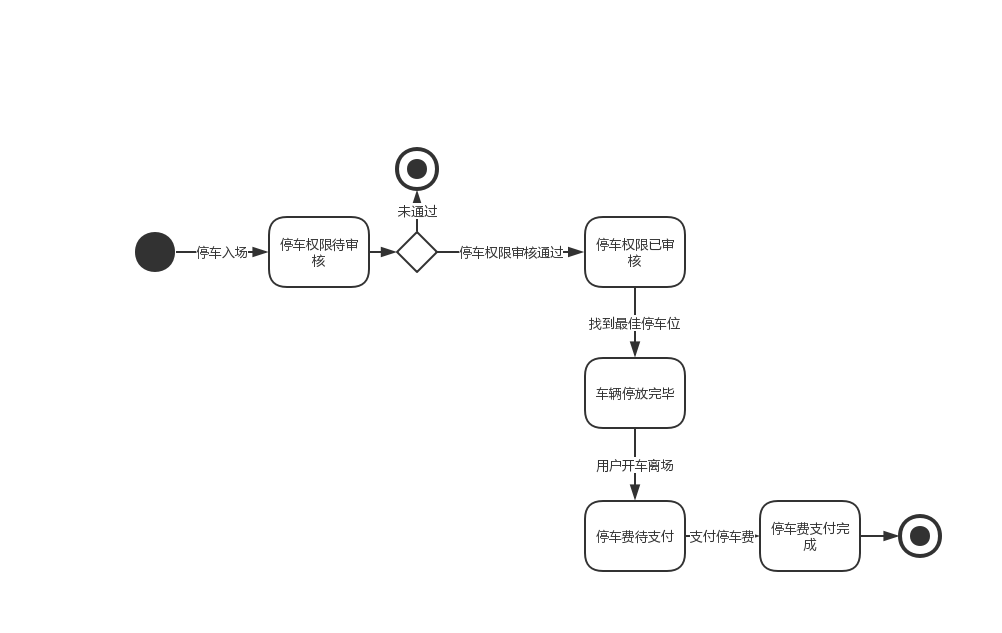 未通过
停车入场
停车权限待审
核
停车权限审核通过
停车权限已审
核
找到最佳停车位
车辆停放完毕
用户开车离场
停车费待支付
支付停车费
停车费支付完
成